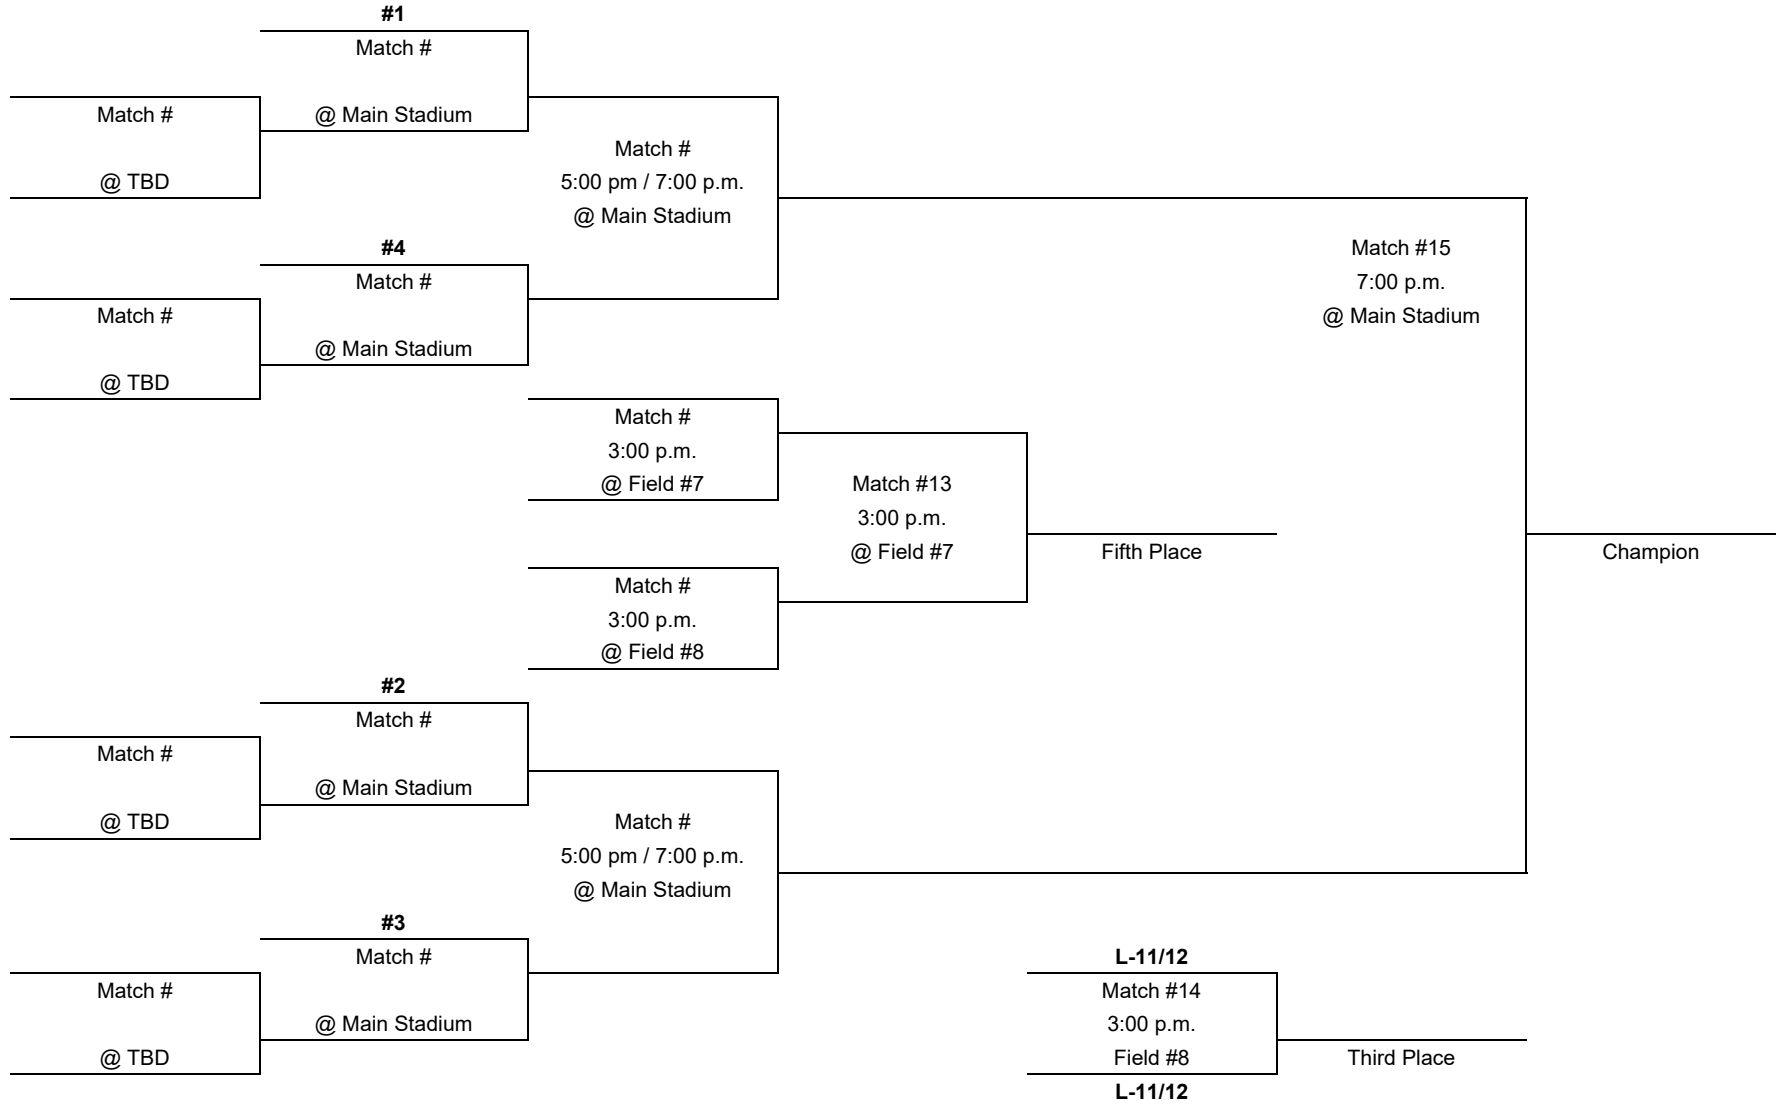 #1
Match #
@ Main Stadium
Match #
@ TBD
Match #
5:00 pm / 7:00 p.m.
@ Main Stadium
#4
Match #
@ Main Stadium
Match #
@ TBD
Match #15
7:00 p.m.
@ Main Stadium
Match #
3:00 p.m.
@ Field #7
Match #13
3:00 p.m.
@ Field #7
Fifth Place
Champion
Match #
3:00 p.m.
@ Field #8
#2
Match #
@ Main Stadium
Match #
@ TBD
Match #
5:00 pm / 7:00 p.m.
@ Main Stadium
#3
Match #
@ Main Stadium
Match #
@ TBD
L-11/12
Match #14
3:00 p.m.
Field #8
L-11/12
Third Place